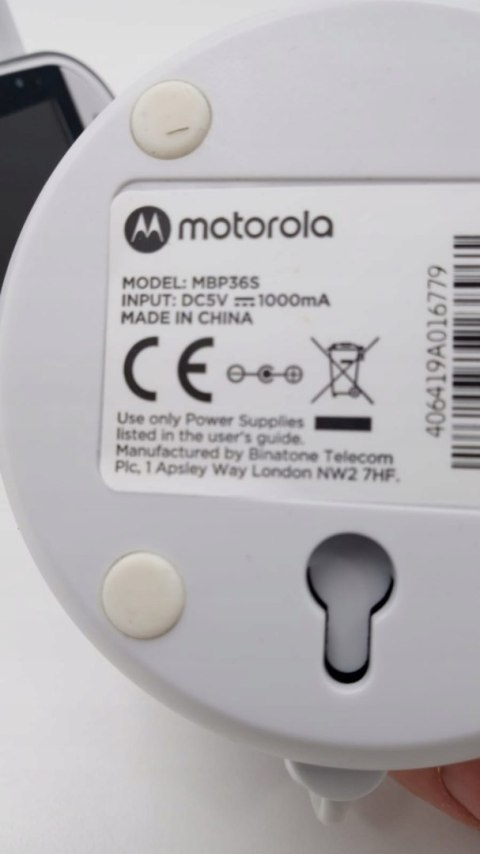 motorola
MODEL: MBP36S
INPUT: DC5V ⎓ 1000mA
MADE IN CHINA
CE
Use only Power Supplies
listed in the user's guide.
Manufactured by Binatone Telecom
Plc, 1 Apsley Way London NW2 7HF.
406419A016779